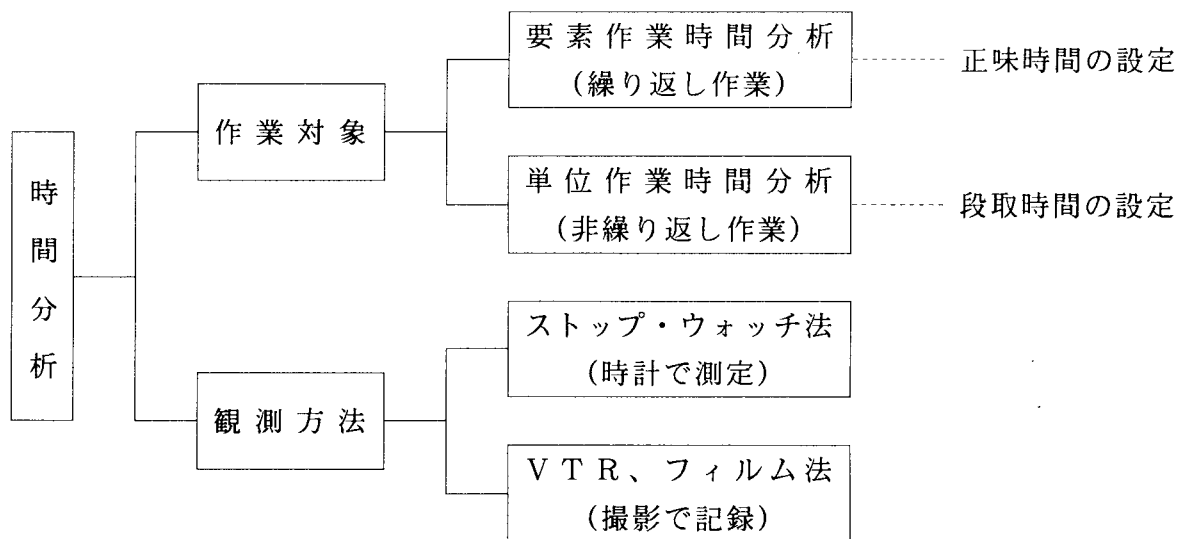 時間分析
作業対象
要素作業時間分析
(繰り返し作業)
正味時間の設定
単位作業時間分析
(非繰り返し作業)
段取時間の設定
観測方法
ストップ・ウォッチ法
(時計で測定)
VTR、フィルム法
(撮影で記録)